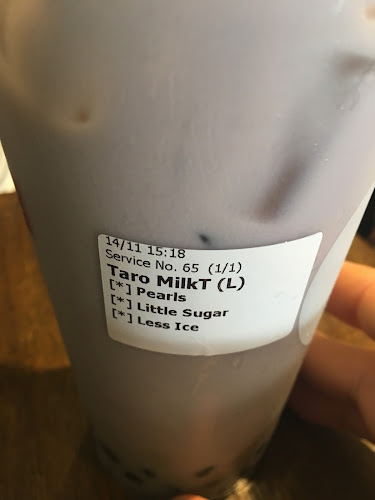 14/11 15:18
Service No. 65 (1/1)
Taro MilkT (L)
[*] Pearls
[*] Little Sugar
[*] Less Ice